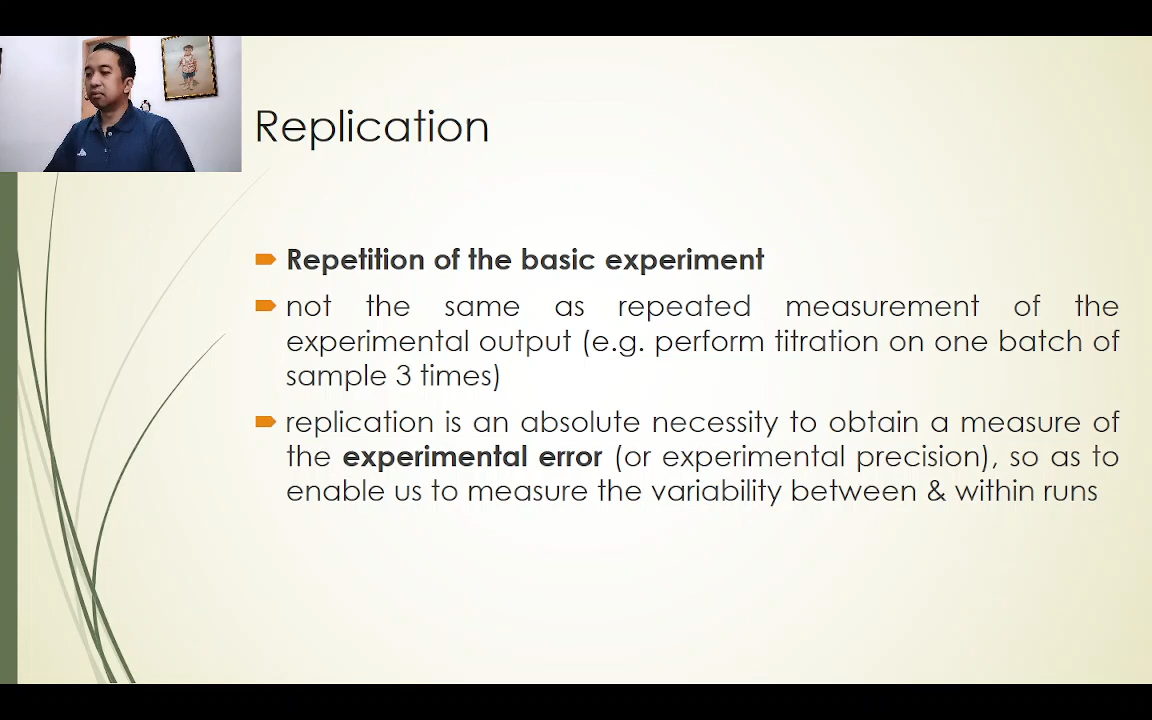 Replication
Repetition of the basic experiment
not the same as repeated measurement of the
experimental output (e.g. perform titration on one batch of
sample 3 times)
replication is an absolute necessity to obtain a measure of
the experimental error (or experimental precision), so as to
enable us to measure the variability between & within runs